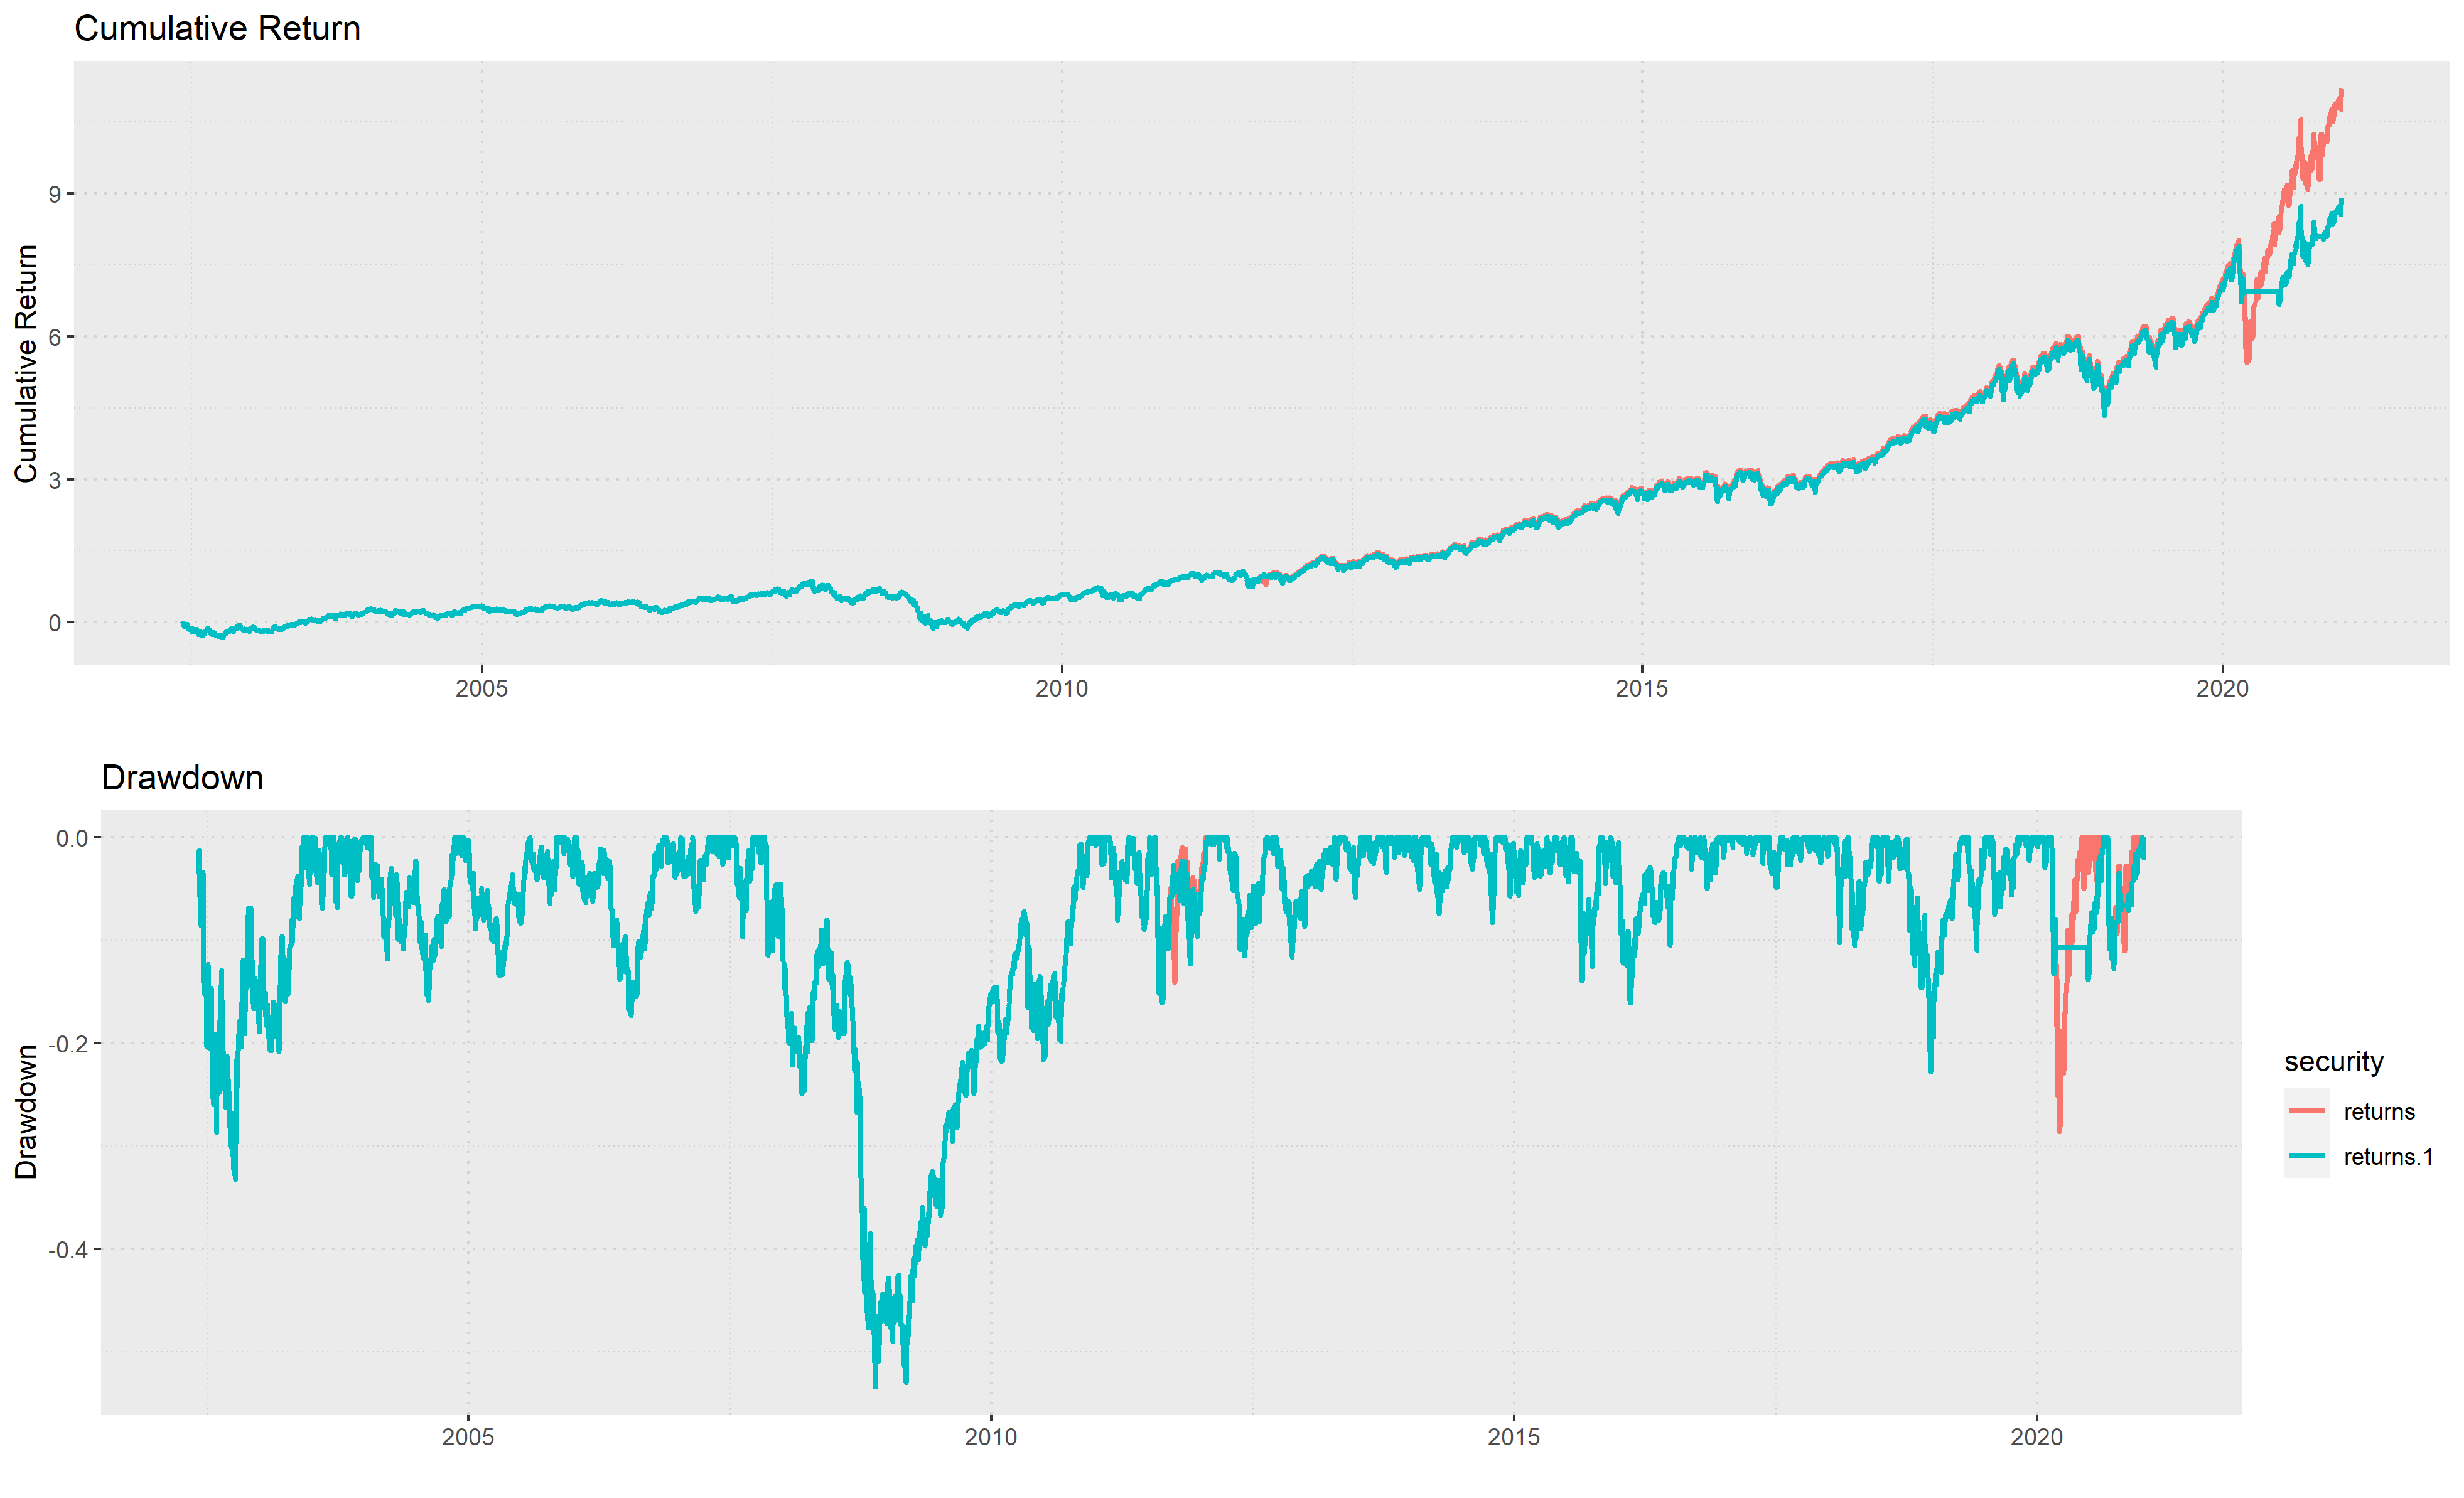 Cumulative Return
Cumulative Return
9
6
3
0
2005
2010
2015
2020
Drawdown
Drawdown
0.0
-0.2
-0.4
2005
2010
2015
2020
security
returns
returns.1